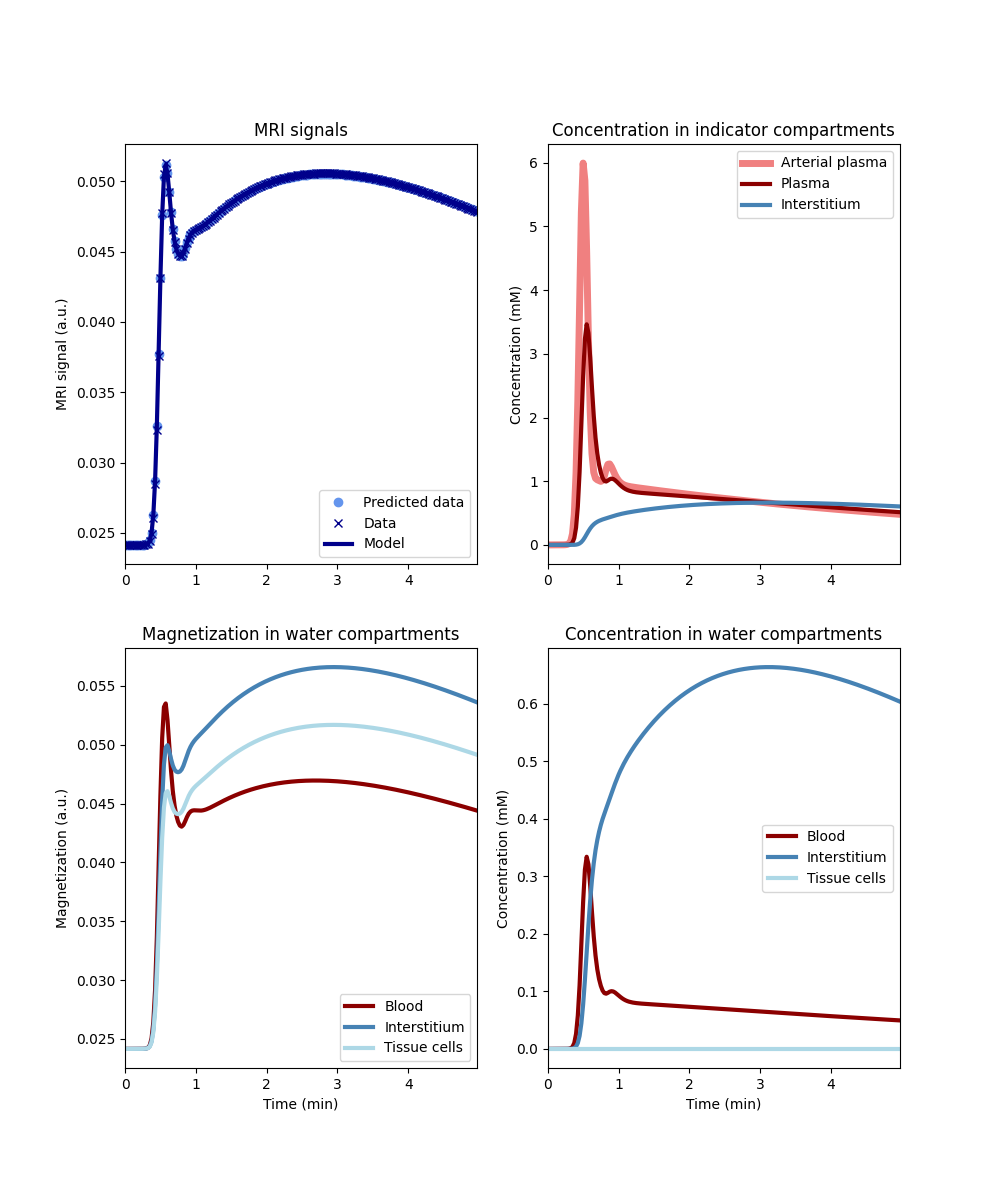 MRI signals
MRI signal (a.u.)
0.050
0.045
0.040
0.035
0.030
0.025
0 1 2 3 4
Predicted data
Data
Model
Concentration in indicator compartments
Concentration (mM)
6
5
4
3
2
1
0
0 1 2 3 4
Arterial plasma
Plasma
Interstitium
Magnetization in water compartments
Magnetization (a.u.)
0.055
0.050
0.045
0.040
0.035
0.030
0.025
0 1 2 3 4
Time (min)
Blood
Interstitium
Tissue cells
Concentration in water compartments
Concentration (mM)
0.6
0.5
0.4
0.3
0.2
0.1
0.0
0 1 2 3 4
Time (min)
Blood
Interstitium
Tissue cells